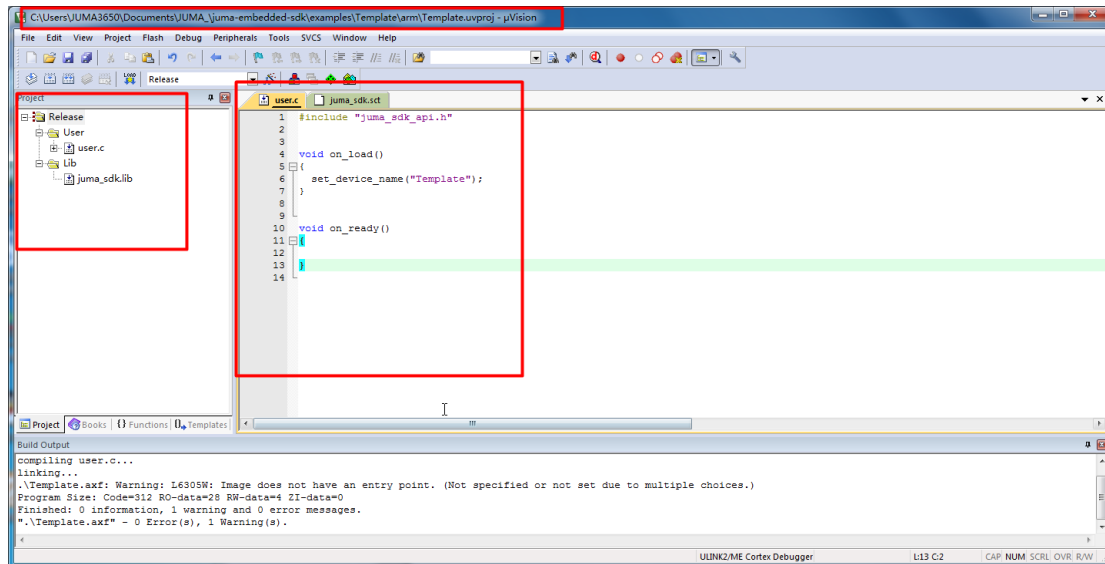 C:\Users\JUMA3650\Documents\JUMA_\juma-embedded-sdk\examples\Template\arm\Template.uvproj - µVision
File Edit View Project Flash Debug Peripherals Tools SVCS Window Help
LOAD Release
Project
Release
User
user.c
Lib
juma_sdk.lib
user.c juma_sdk.sct
1 #include "juma_sdk_api.h"
2
3
4 void on_load()
5 {
6 set_device_name("Template");
7 }
8
9
10 void on_ready()
11 {
12
13 }
14
Project Books {} Functions Templates
Build Output
compiling user.c...
linking...
.\Template.axf: Warning: L6305W: Image does not have an entry point. (Not specified or not set due to multiple choices.)
Program Size: Code=312 RO-data=28 RW-data=4 ZI-data=0
Finished: 0 information, 1 warning and 0 error messages.
".\Template.axf" - 0 Error(s), 1 Warning(s).
ULINK2/ME Cortex Debugger L:13 C:2 CAP NUM SCRL OVR R/W